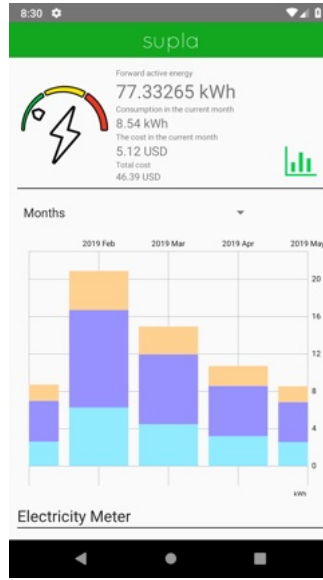 8:30
supla
Forward active energy
77.33265 kWh
Consumption in the current month
8.54 kWh
The cost in the current month
5.12 USD
Total cost
46.39 USD
Months
2019 Feb 2019 Mar 2019 Apr 2019 May
20
16
12
8
4
0
kWh
Electricity Meter